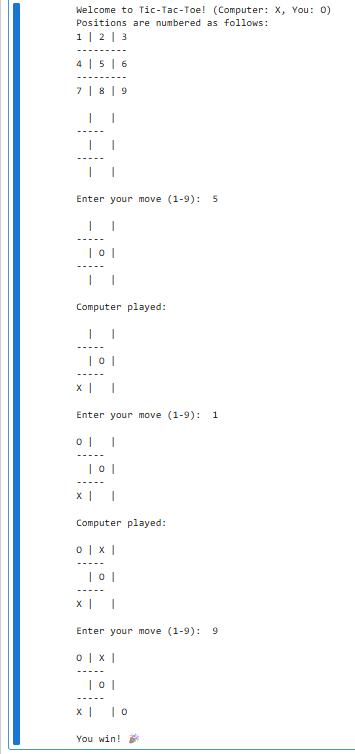 Welcome to Tic-Tac-Toe! (Computer: X, You: O)
Positions are numbered as follows:
1 | 2 | 3
---------
4 | 5 | 6
---------
7 | 8 | 9

  |   |
-----
  |   |
-----
  |   |

Enter your move (1-9):  5

  |   |
-----
  | O |
-----
  |   |

Computer played:

  |   |
-----
  | O |
-----
X |   |

Enter your move (1-9):  1

O |   |
-----
  | O |
-----
X |   |

Computer played:

O | X |
-----
  | O |
-----
X |   |

Enter your move (1-9):  9

O | X |
-----
  | O |
-----
X |   | O

You win! 🎉